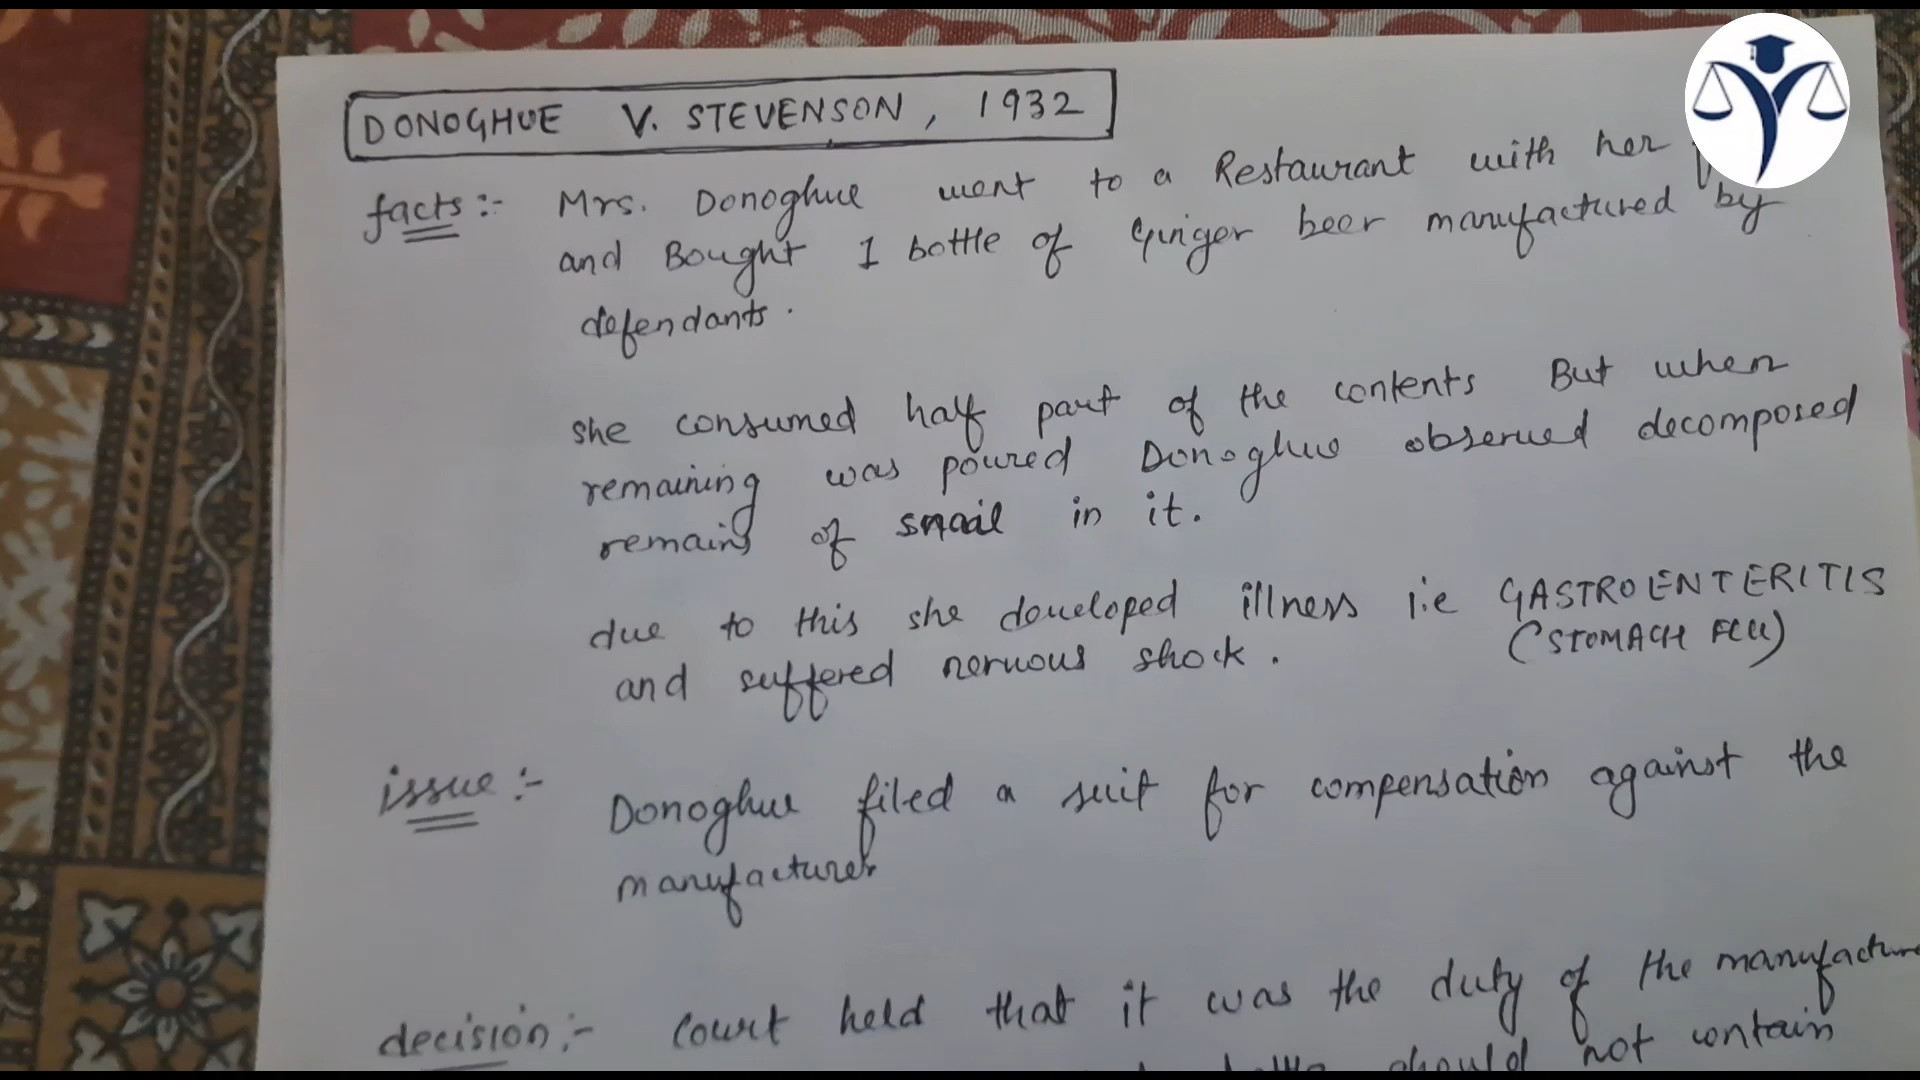 DONOGHUE V. STEVENSON, 1932
facts:- Mrs. Donoghue went to a Restaurant with her
and Bought 1 bottle of Ginger beer manufactured by
defendants.
she consumed half part of the contents But when
remaining was poured Donoghue observed decomposed
remains of snail in it.
due to this she developed illness i.e GASTROENTERITIS
(STOMACH FLU)
and suffered nervous shock.
issue:- Donoghue filed a suit for compensation against the
manufacturer
decision:- Court held that it was the duty of the
should not contain